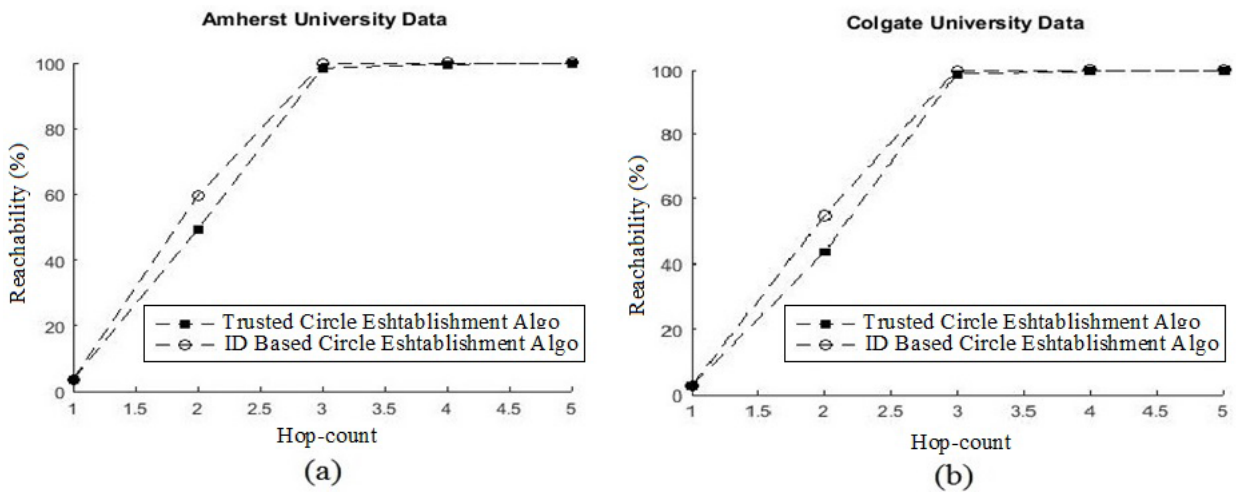 Amherst University Data
100
80
60
40
20
0
Reachability (%)
Trusted Circle Eshtablishment Algo
ID Based Circle Eshtablishment Algo
1 1.5 2 2.5 3 3.5 4 4.5 5
Hop-count
(a)
Colgate University Data
100
80
60
40
20
0
Reachability (%)
Trusted Circle Eshtablishment Algo
ID Based Circle Eshtablishment Algo
1 1.5 2 2.5 3 3.5 4 4.5 5
Hop-count
(b)